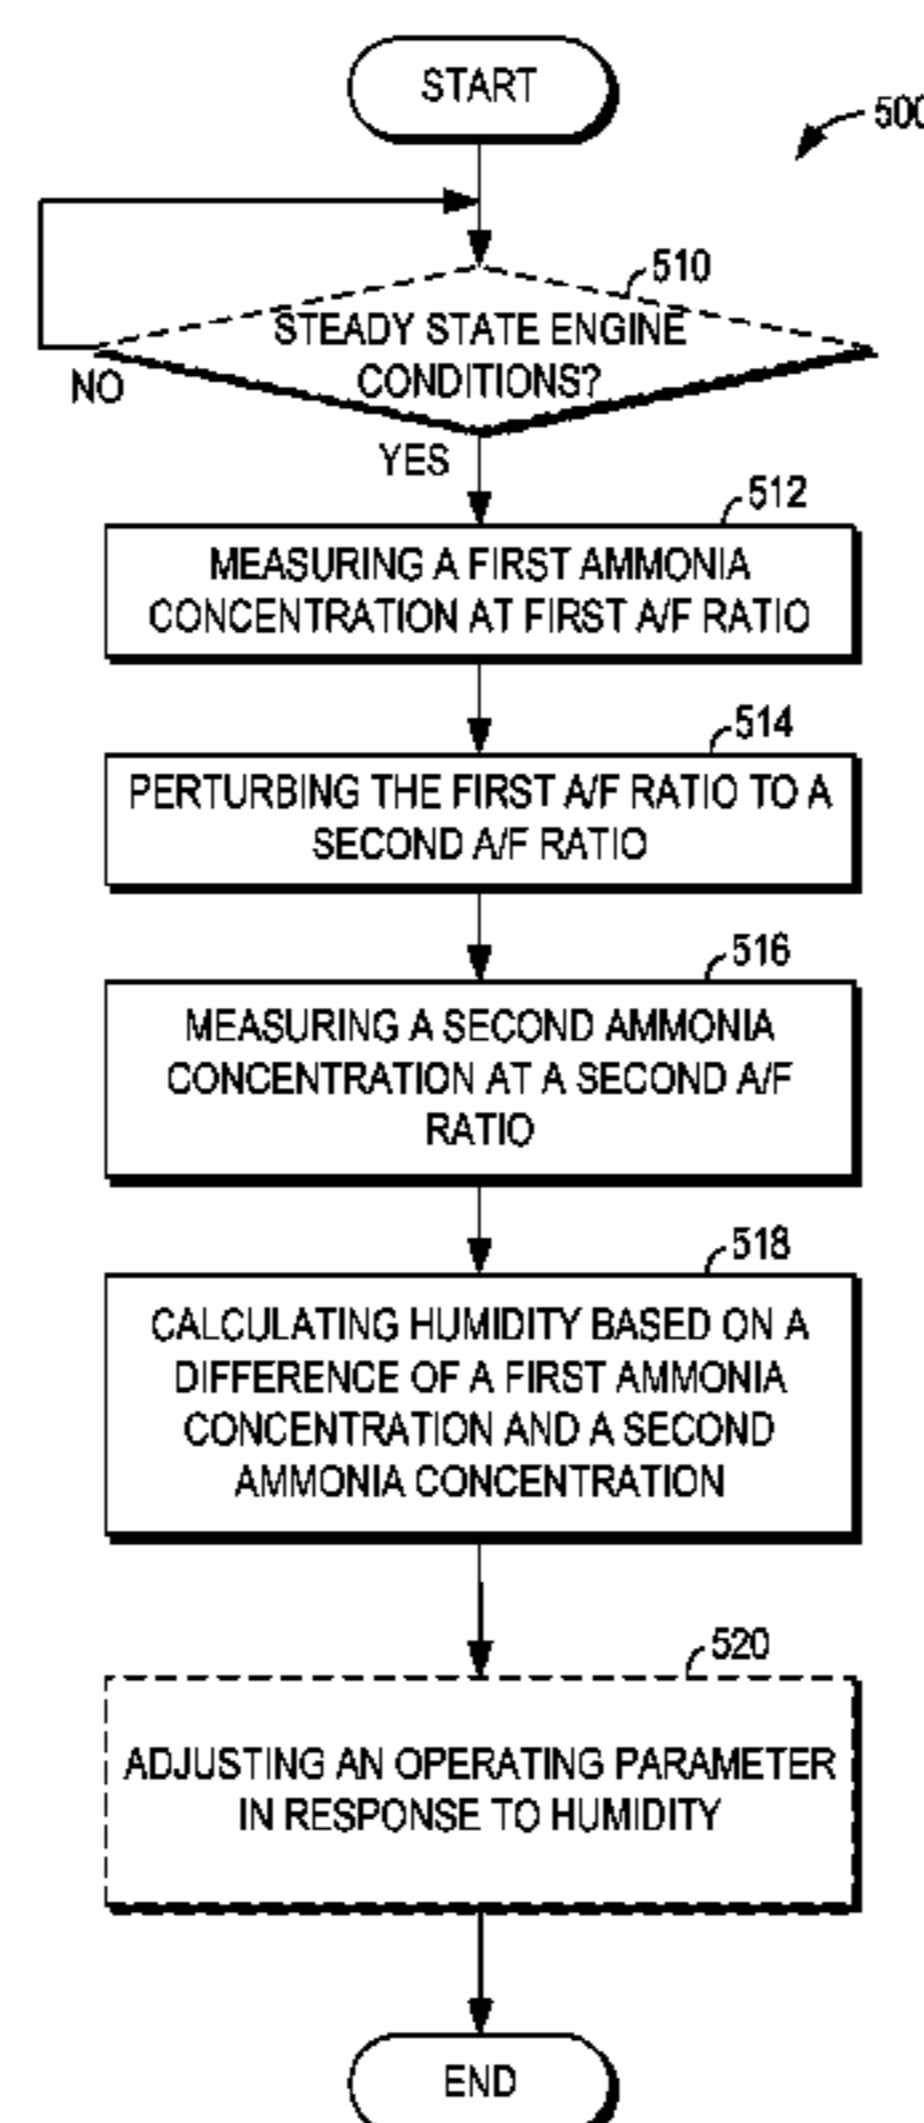 START
500
510
STEADY STATE ENGINE
CONDITIONS?
NO
YES
512
MEASURING A FIRST AMMONIA
CONCENTRATION AT FIRST A/F RATIO
514
PERTURBING THE FIRST A/F RATIO TO A
SECOND A/F RATIO
516
MEASURING A SECOND AMMONIA
CONCENTRATION AT A SECOND A/F
RATIO
518
CALCULATING HUMIDITY BASED ON A
DIFFERENCE OF A FIRST AMMONIA
CONCENTRATION AND A SECOND
AMMONIA CONCENTRATION
520
ADJUSTING AN OPERATING PARAMETER
IN RESPONSE TO HUMIDITY
END